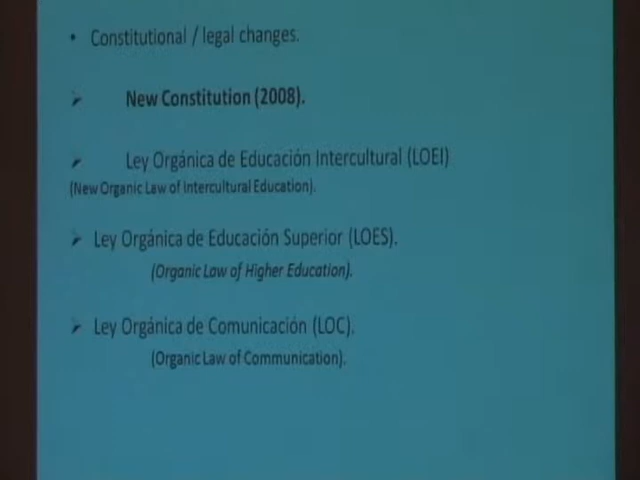 • Constitutional / legal changes.
➢ New Constitution (2008).
➢ Ley Orgánica de Educación Intercultural (LOEI)
(New Organic Law of Intercultural Education).
➢ Ley Orgánica de Educación Superior (LOES).
(Organic Law of Higher Education).
➢ Ley Orgánica de Comunicación (LOC).
(Organic Law of Communication).